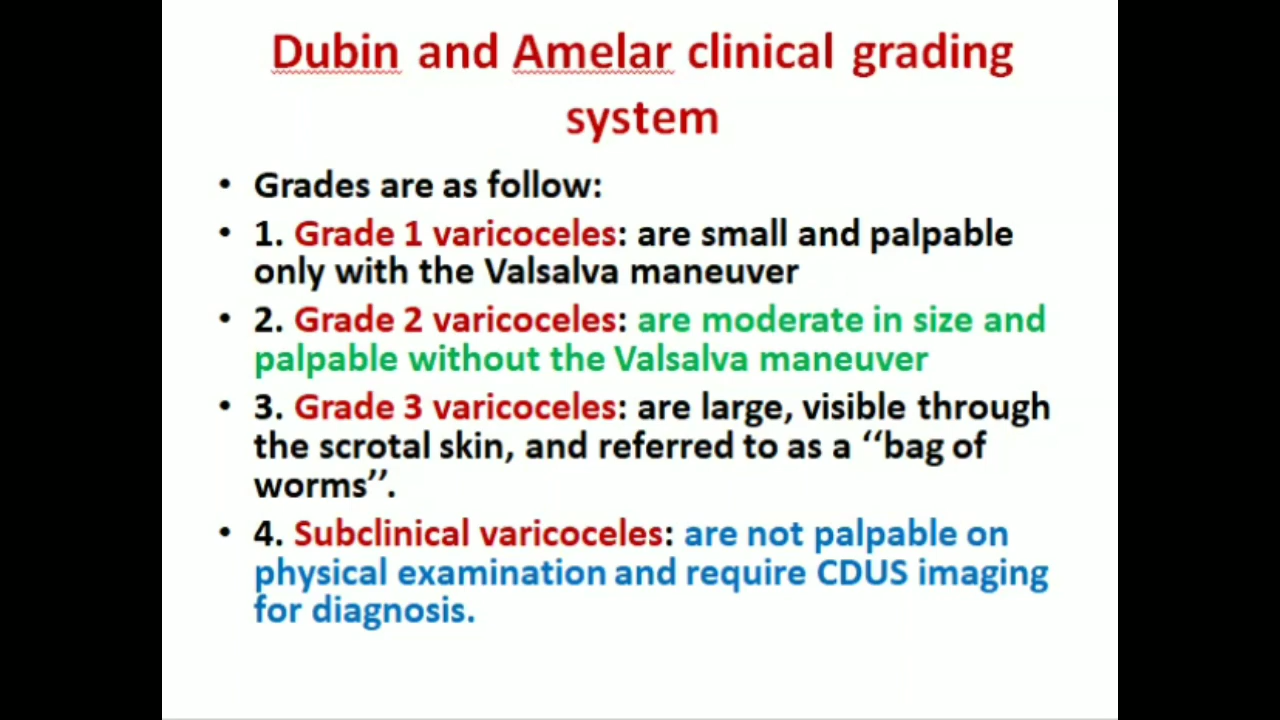 Dubin and Amelar clinical grading
system
• Grades are as follow:
• 1. Grade 1 varicoceles: are small and palpable
only with the Valsalva maneuver
• 2. Grade 2 varicoceles: are moderate in size and
palpable without the Valsalva maneuver
• 3. Grade 3 varicoceles: are large, visible through
the scrotal skin, and referred to as a ‘‘bag of
worms’’.
• 4. Subclinical varicoceles: are not palpable on
physical examination and require CDUS imaging
for diagnosis.